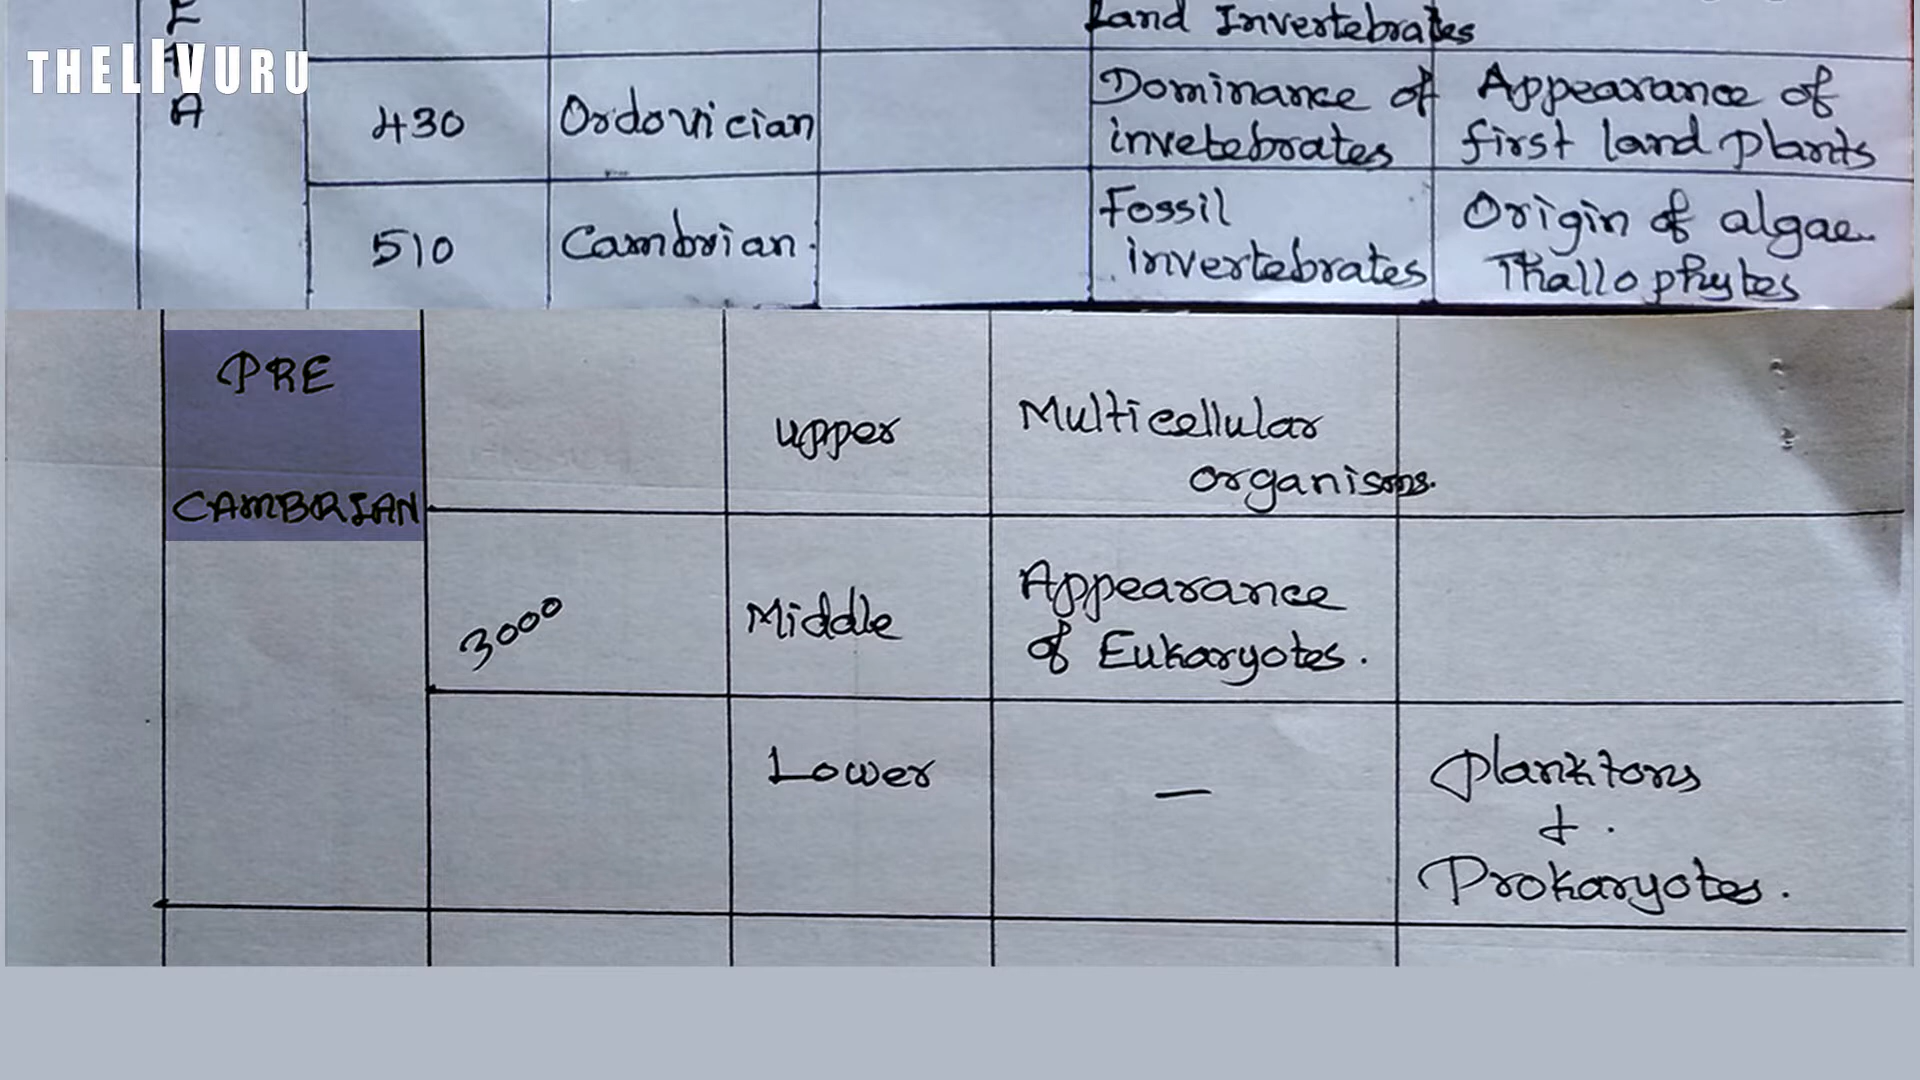 E
Land Invertebrates
THELIVURU
R
A
430
Ordovician
Dominance of
invetebrates
Appearance of
first land plants
510
Cambrian.
Fossil
invertebrates
Origin of algae
Thallophytes
PRE
CAMBRIAN
upper
Multicellular
organisms.
3000
Middle
Appearance
of Eukaryotes.
Lower
—
Planktons
&
Prokaryotes.